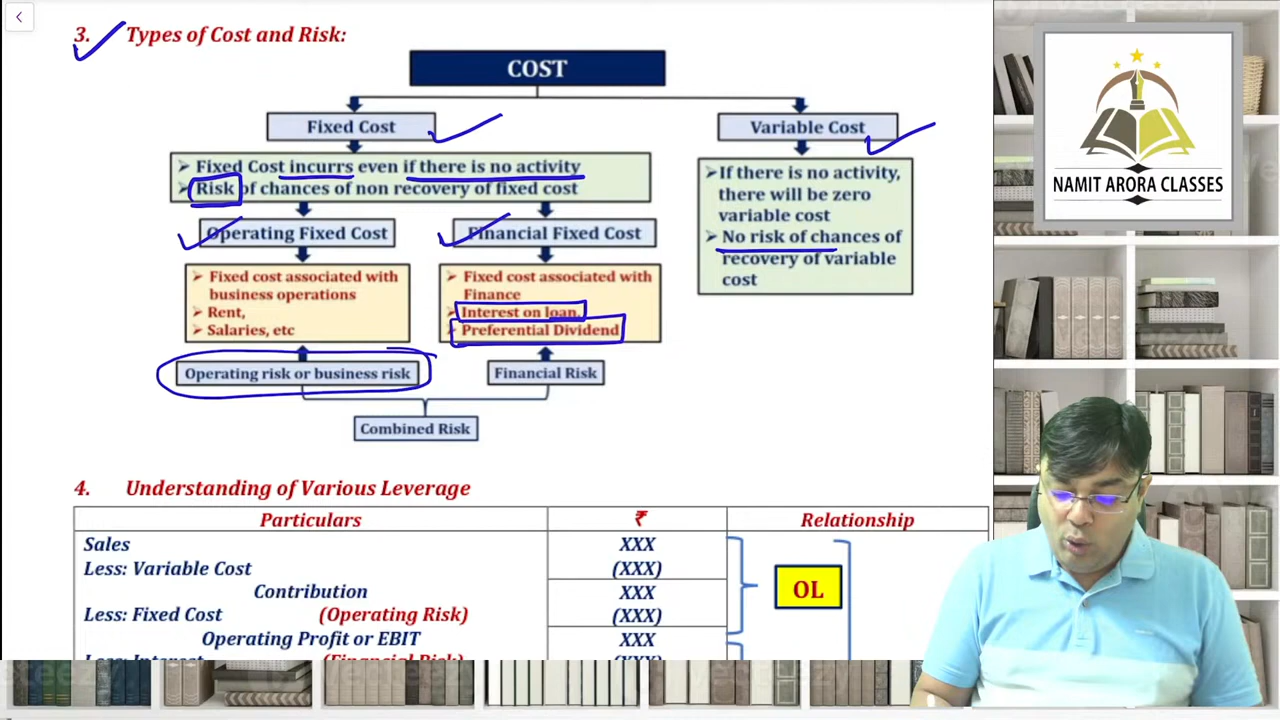 3. Types of Cost and Risk:
COST
Fixed Cost
Variable Cost
➤ Fixed Cost incurrs even if there is no activity
➤ Risk of chances of non recovery of fixed cost
➤If there is no activity,
there will be zero
variable cost
➤ No risk of chances of
recovery of variable
cost
Operating Fixed Cost
Financial Fixed Cost
➤ Fixed cost associated with
business operations
➤ Rent,
➤ Salaries, etc
➤ Fixed cost associated with
Finance
➤ Interest on loan,
➤ Preferential Dividend
Operating risk or business risk
Financial Risk
Combined Risk
NAMIT ARORA CLASSES
4. Understanding of Various Leverage
Particulars ₹ Relationship
Sales XXX
Less: Variable Cost (XXX)
Contribution XXX
Less: Fixed Cost (Operating Risk) (XXX)
Operating Profit or EBIT XXX
Less: Interest (Financial Risk) (XXX)
OL